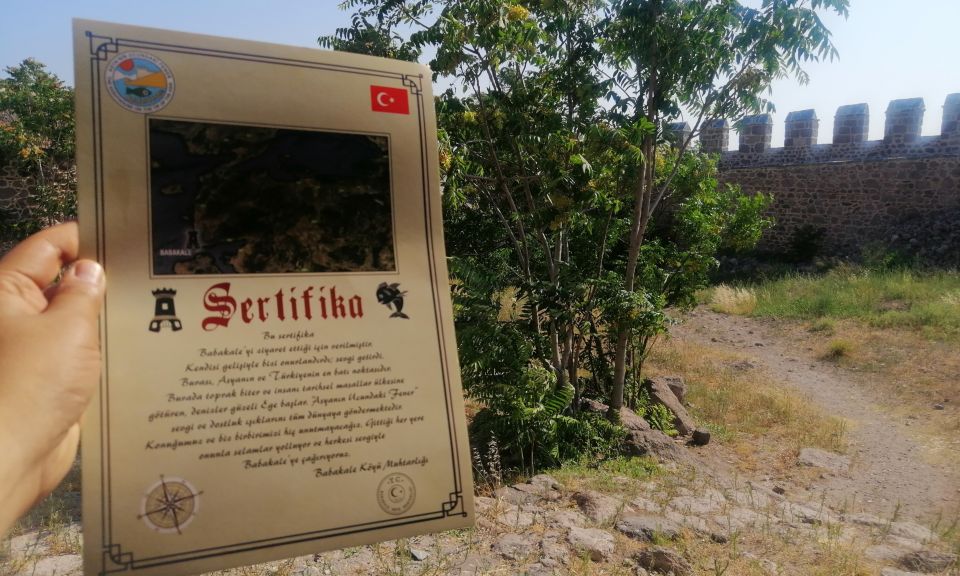 BABAKALE
Sertifika
Bu sertifika
Babakale'yi ziyaret ettiği için verilmiştir.
Kendisi gelişiyle bizi onurlandırdı; sevgi getirdi.
Burası, Asyanın ve Türkiyenin en batı noktasıdır.
Burada toprak biter ve insanı tarihsel masallar ülkesine
götüren, denizler güzeli Ege başlar. Asyanın Ucundaki Fener"
sevgi ve dostluk ışıklarını tüm dünyaya göndermektedir.
Konuğumuz ve biz birbirimizi hiç unutmayacağız. Gittiği her yere
onunla selamlar yolluyor ve herkesi sevgiyle
Babakale'ye çağırıyoruz.
Babakale Köyü Muhtarlığı
T.C.